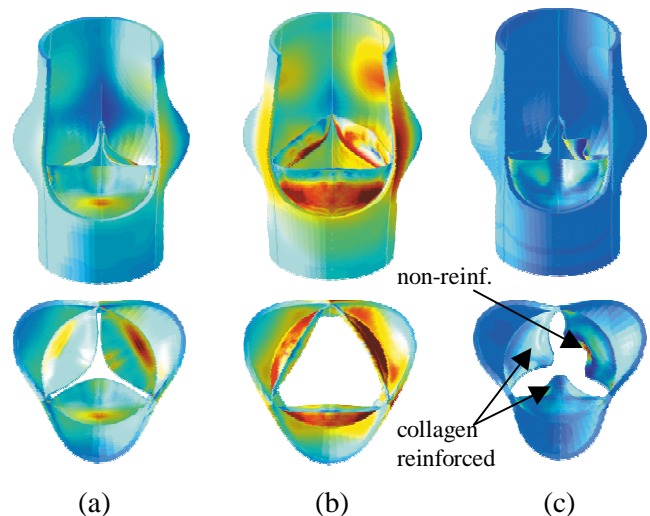 non-reinf.
collagen
reinforced
(a)
(b)
(c)